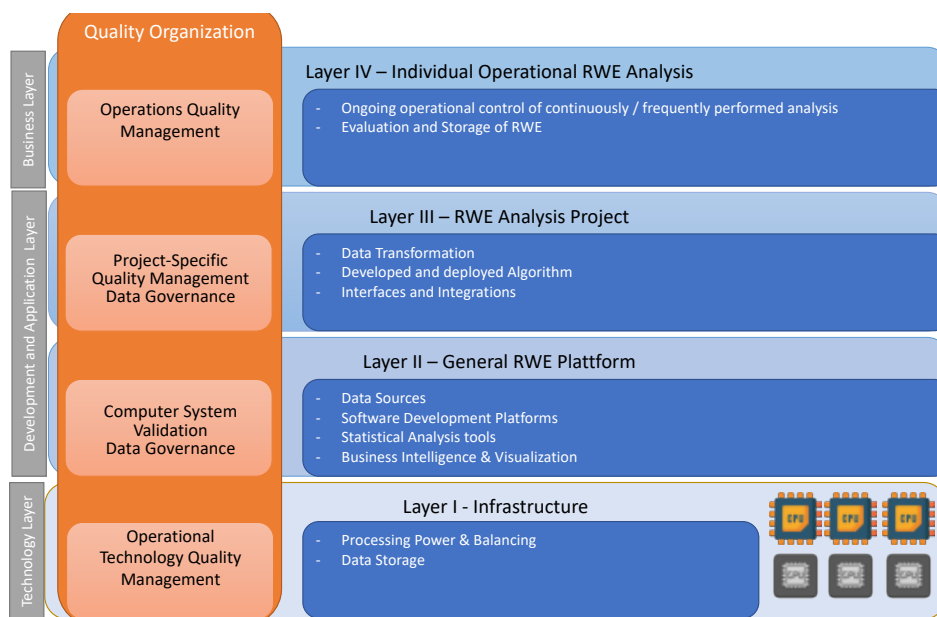 Quality Organization
Business Layer
Layer IV – Individual Operational RWE Analysis
Operations Quality
Management
- Ongoing operational control of continuously / frequently performed analysis
- Evaluation and Storage of RWE
Development and Application Layer
Layer III – RWE Analysis Project
Project-Specific
Quality Management
Data Governance
- Data Transformation
- Developed and deployed Algorithm
- Interfaces and Integrations
Layer II – General RWE Plattform
Computer System
Validation
Data Governance
- Data Sources
- Software Development Platforms
- Statistical Analysis tools
- Business Intelligence & Visualization
Technology Layer
Layer I - Infrastructure
Operational
Technology Quality
Management
- Processing Power & Balancing
- Data Storage
CPU
CPU
CPU